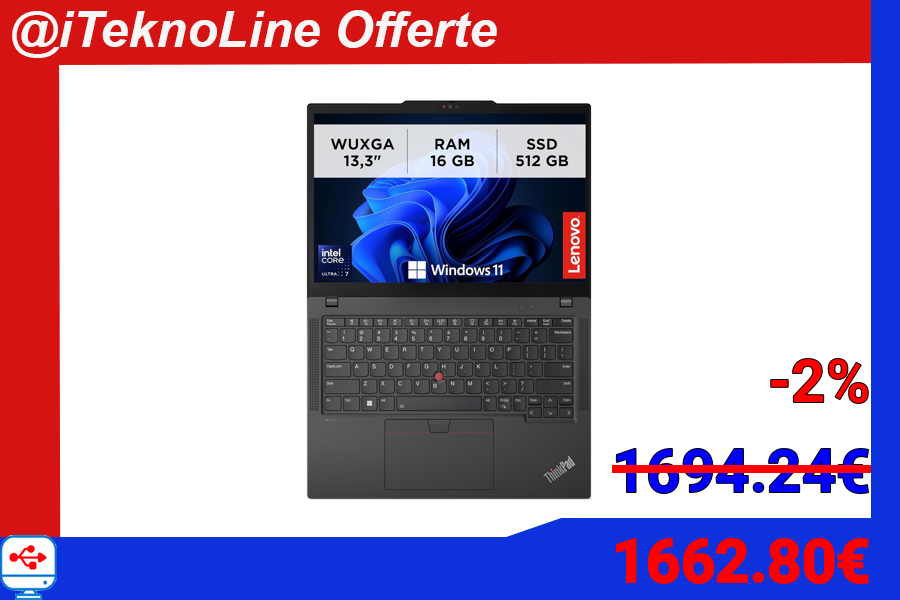 @iTeknoLine Offerte
WUXGA
13,3"
RAM
16 GB
SSD
512 GB
Lenovo.
intel
CORE
ULTRA 7
Windows 11
ThinkPad
-2%
1694.24€
1662.80€